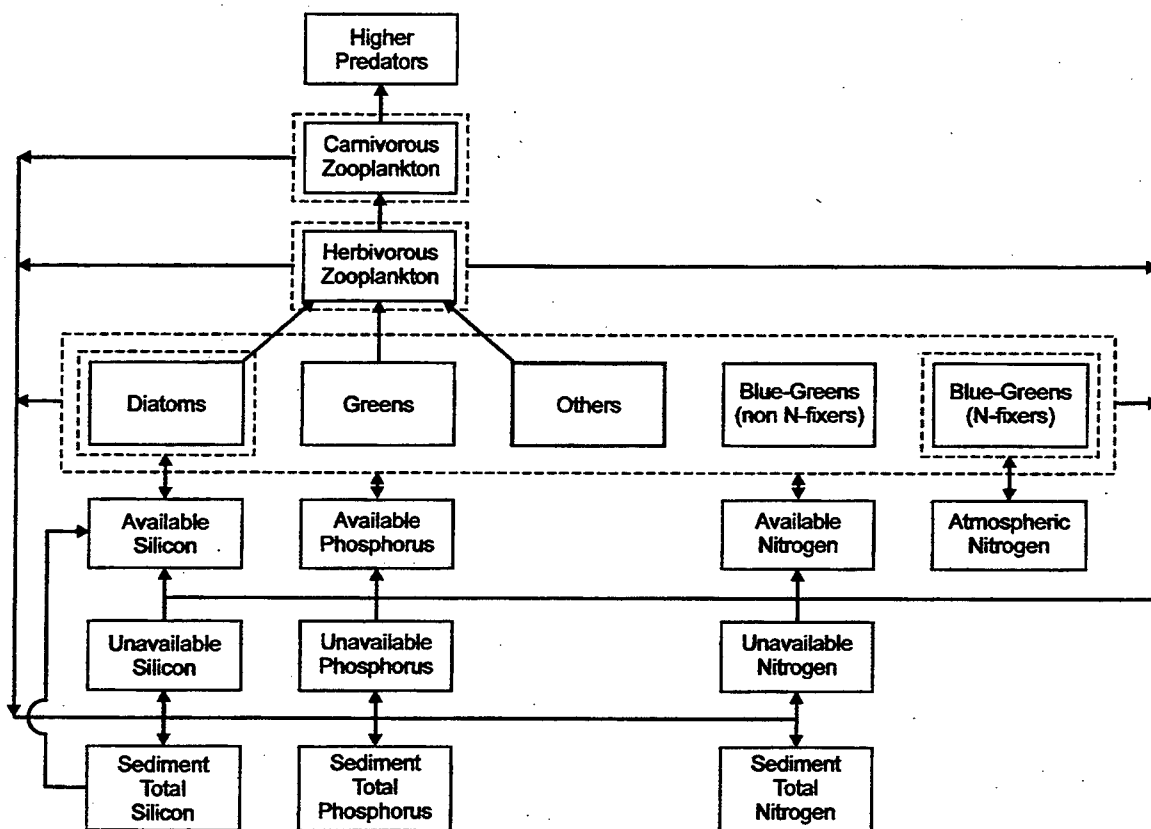 Higher
Predators
Carnivorous
Zooplankton
Herbivorous
Zooplankton
Diatoms
Greens
Others
Blue-Greens
(non N-fixers)
Blue-Greens
(N-fixers)
Available
Silicon
Available
Phosphorus
Available
Nitrogen
Atmospheric
Nitrogen
Unavailable
Silicon
Unavailable
Phosphorus
Unavailable
Nitrogen
Sediment
Total
Silicon
Sediment
Total
Phosphorus
Sediment
Total
Nitrogen